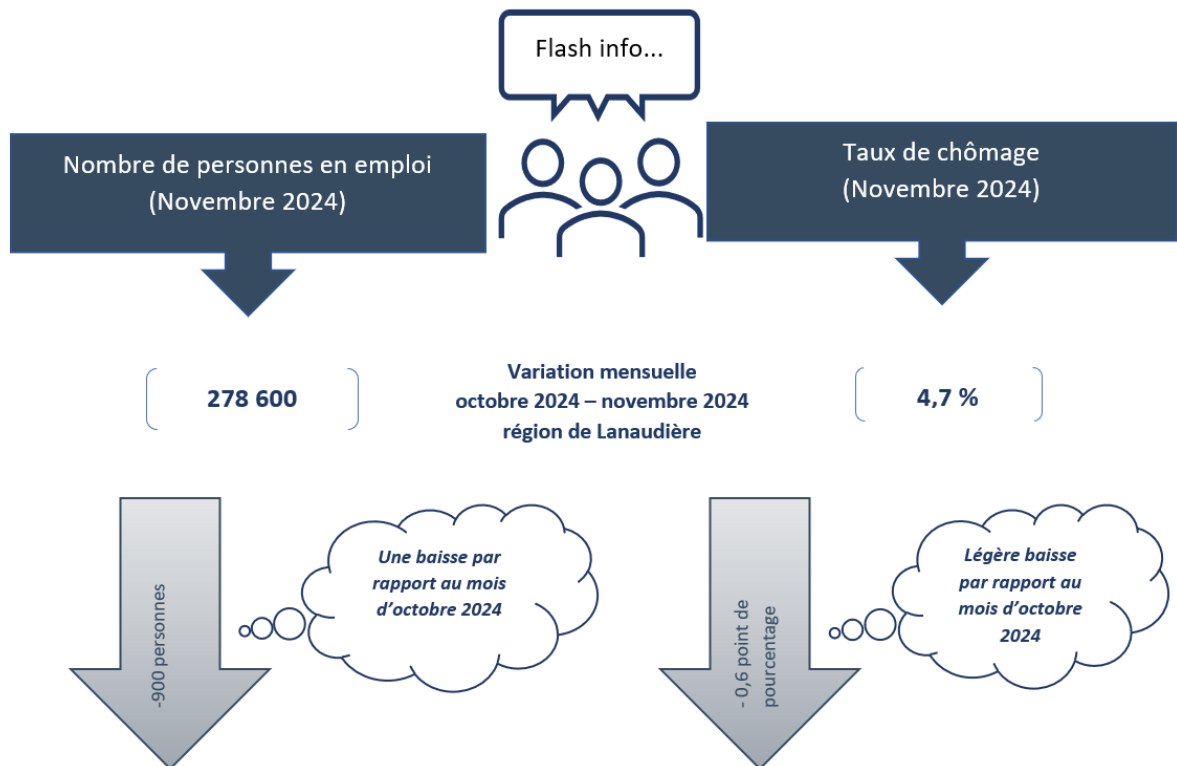 Flash info...
Nombre de personnes en emploi
(Novembre 2024)
Taux de chômage
(Novembre 2024)
278 600
Variation mensuelle
octobre 2024 – novembre 2024
région de Lanaudière
4,7 %
-900 personnes
Une baisse par
rapport au mois
d’octobre 2024
- 0,6 point de
pourcentage
Légère baisse
par rapport au
mois d’octobre
2024